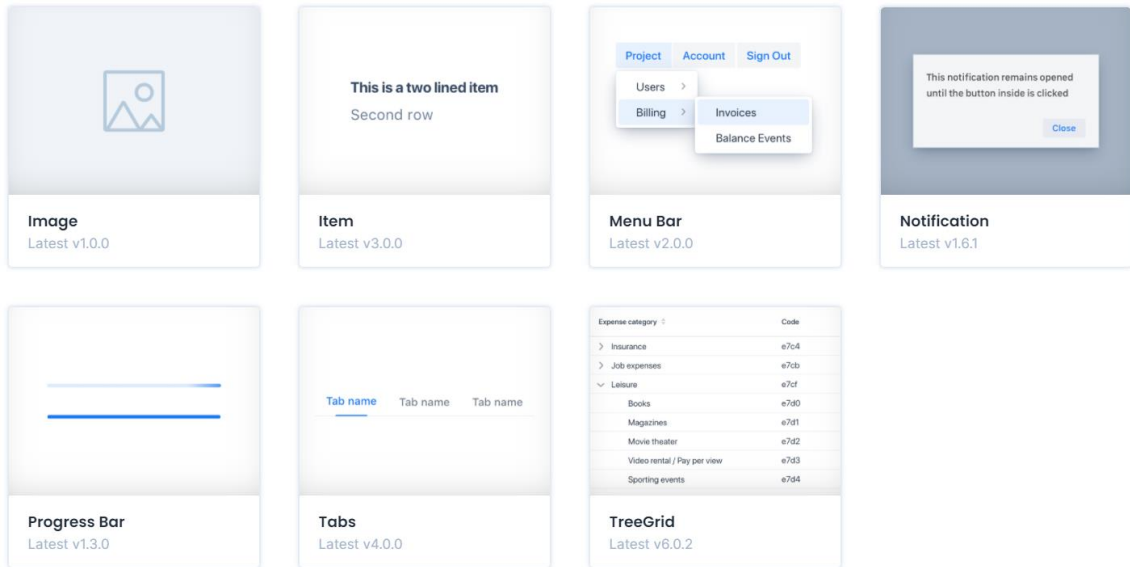 This is a two lined item
Second row
Project Account Sign Out
Users
Billing
Invoices
Balance Events
This notification remains opened
until the button inside is clicked
Close
Image
Latest v1.0.0
Item
Latest v3.0.0
Menu Bar
Latest v2.0.0
Notification
Latest v1.6.1
Tab name Tab name Tab name
Expense category Code
Insurance e7c4
Job expenses e7cb
Leisure e7cf
Books e7d0
Magazines e7d1
Movie theater e7d2
Video rental / Pay per view e7d3
Sporting events e7d4
Progress Bar
Latest v1.3.0
Tabs
Latest v4.0.0
TreeGrid
Latest v6.0.2